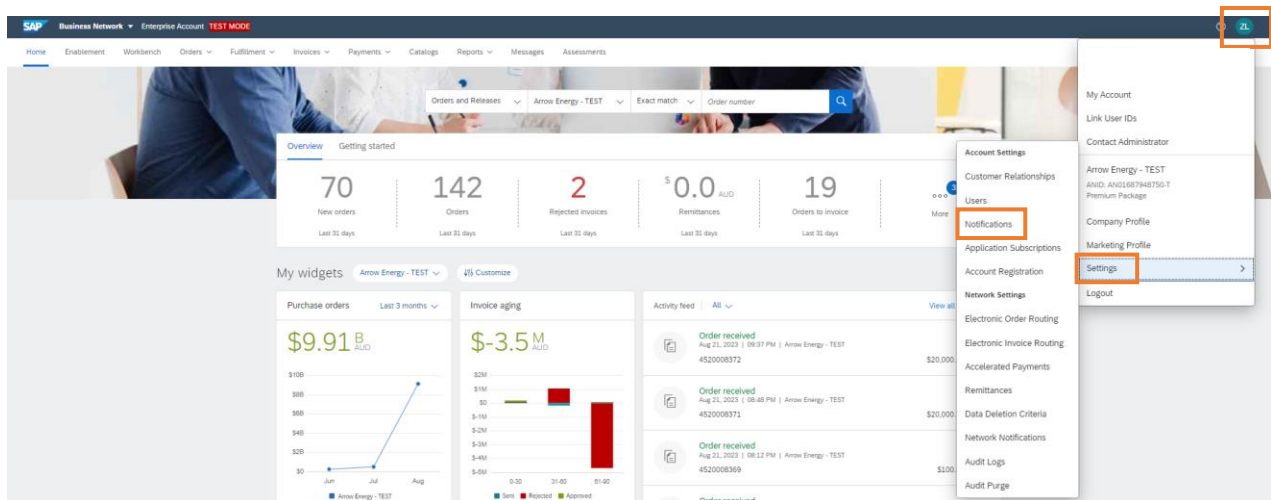 SAP Business Network Enterprise Account TEST MODE ZL
Home Enablement Workbench Orders Fulfillment Invoices Payments Catalogs Reports Messages Assessments
Orders and Releases Arrow Energy - TEST Exact match Order number
Overview Getting started
70 142 2 $0.0 AUD 19
New orders Orders Rejected invoices Remittances Orders to invoice More
Last 31 days Last 31 days Last 31 days Last 31 days Last 31 days
My widgets Arrow Energy - TEST Customize
Purchase orders Last 3 months
$9.91 B AUD
$10B
$8B
$6B
$4B
$2B
$0
Jun Jul Aug
Arrow Energy - TEST
Invoice aging
$-3.5 M AUD
$2M
$1M
$0
$-1M
$-2M
$-3M
$-4M
$-5M
0-30 31-60 61-90
Sent Rejected Approved
Activity feed All View all
Order received
Aug 21, 2023 | 09:37 PM | Arrow Energy - TEST
4520008372 $20,000.
Order received
Aug 21, 2023 | 08:48 PM | Arrow Energy - TEST
4520008371 $20,000.
Order received
Aug 21, 2023 | 08:12 PM | Arrow Energy - TEST
4520008369 $100.
Account Settings
Customer Relationships
Users
Notifications
Application Subscriptions
Account Registration
Network Settings
Electronic Order Routing
Electronic Invoice Routing
Accelerated Payments
Remittances
Data Deletion Criteria
Network Notifications
Audit Logs
Audit Purge
My Account
Link User IDs
Contact Administrator
Arrow Energy - TEST
ANID: AN01687948750-T
Premium Package
Company Profile
Marketing Profile
Settings
Logout